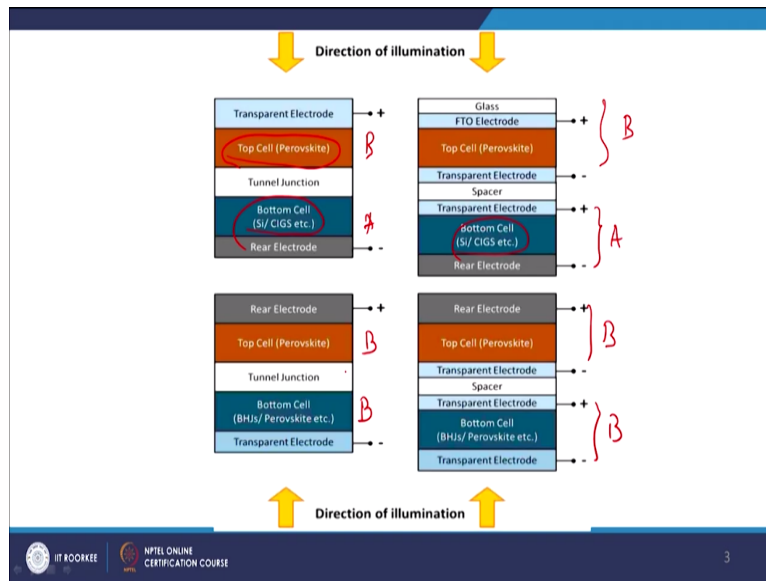 Direction of illumination
Transparent Electrode +
Top Cell (Perovskite) B
Tunnel Junction
Bottom Cell
(Si/ CIGS etc.) A
Rear Electrode -
Glass
FTO Electrode +
Top Cell (Perovskite)
B
Transparent Electrode -
Spacer
Transparent Electrode +
Bottom Cell
(Si/ CIGS etc.)
A
Rear Electrode -
Rear Electrode +
Top Cell (Perovskite) B
Tunnel Junction
Bottom Cell
(BHJs/ Perovskite etc.) B
Transparent Electrode -
Rear Electrode +
Top Cell (Perovskite)
B
Transparent Electrode -
Spacer
Transparent Electrode +
Bottom Cell
(BHJs/ Perovskite etc.)
B
Transparent Electrode -
Direction of illumination
IIT ROORKEE
NPTEL ONLINE
CERTIFICATION COURSE
3